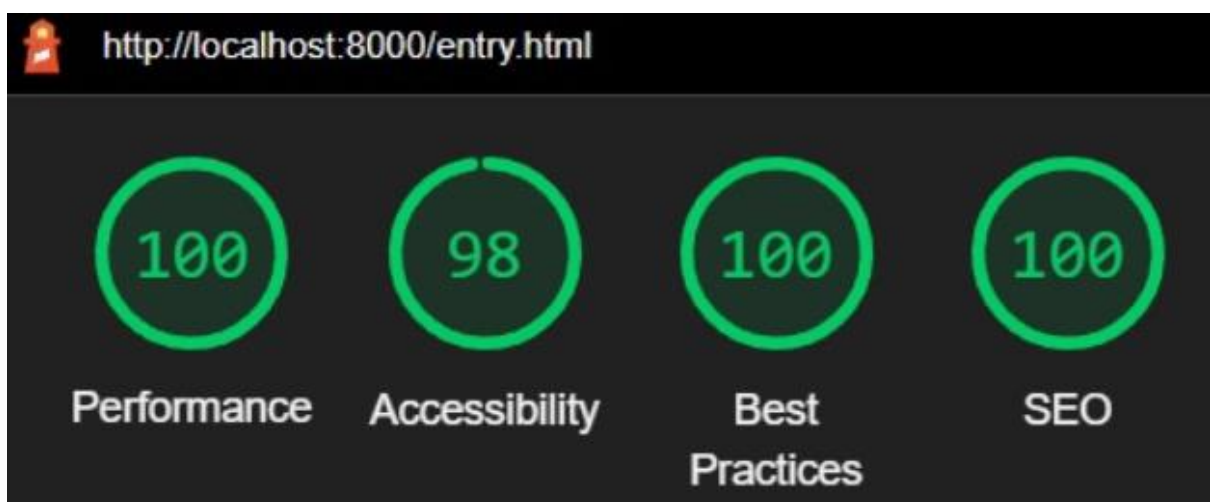 http://localhost:8000/entry.html
100
98
100
100
Performance
Accessibility
Best
Practices
SEO